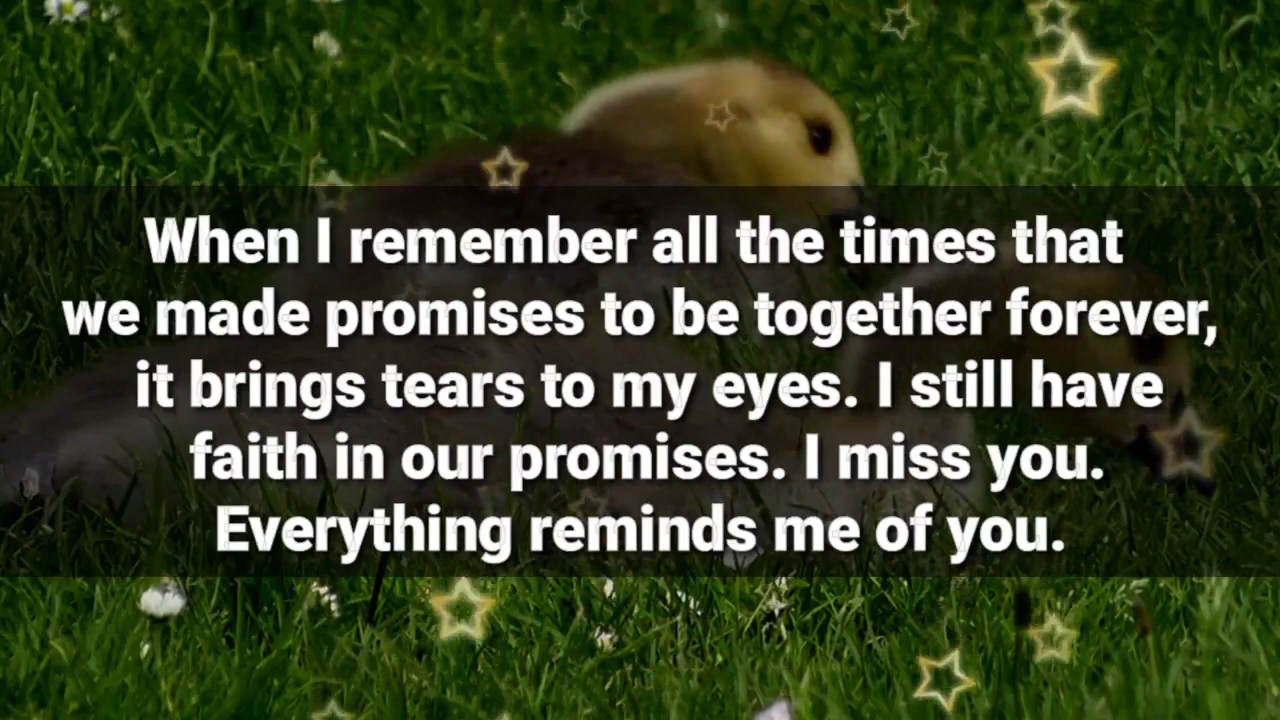 When I remember all the times that
we made promises to be together forever,
it brings tears to my eyes. I still have
faith in our promises. I miss you.
Everything reminds me of you.